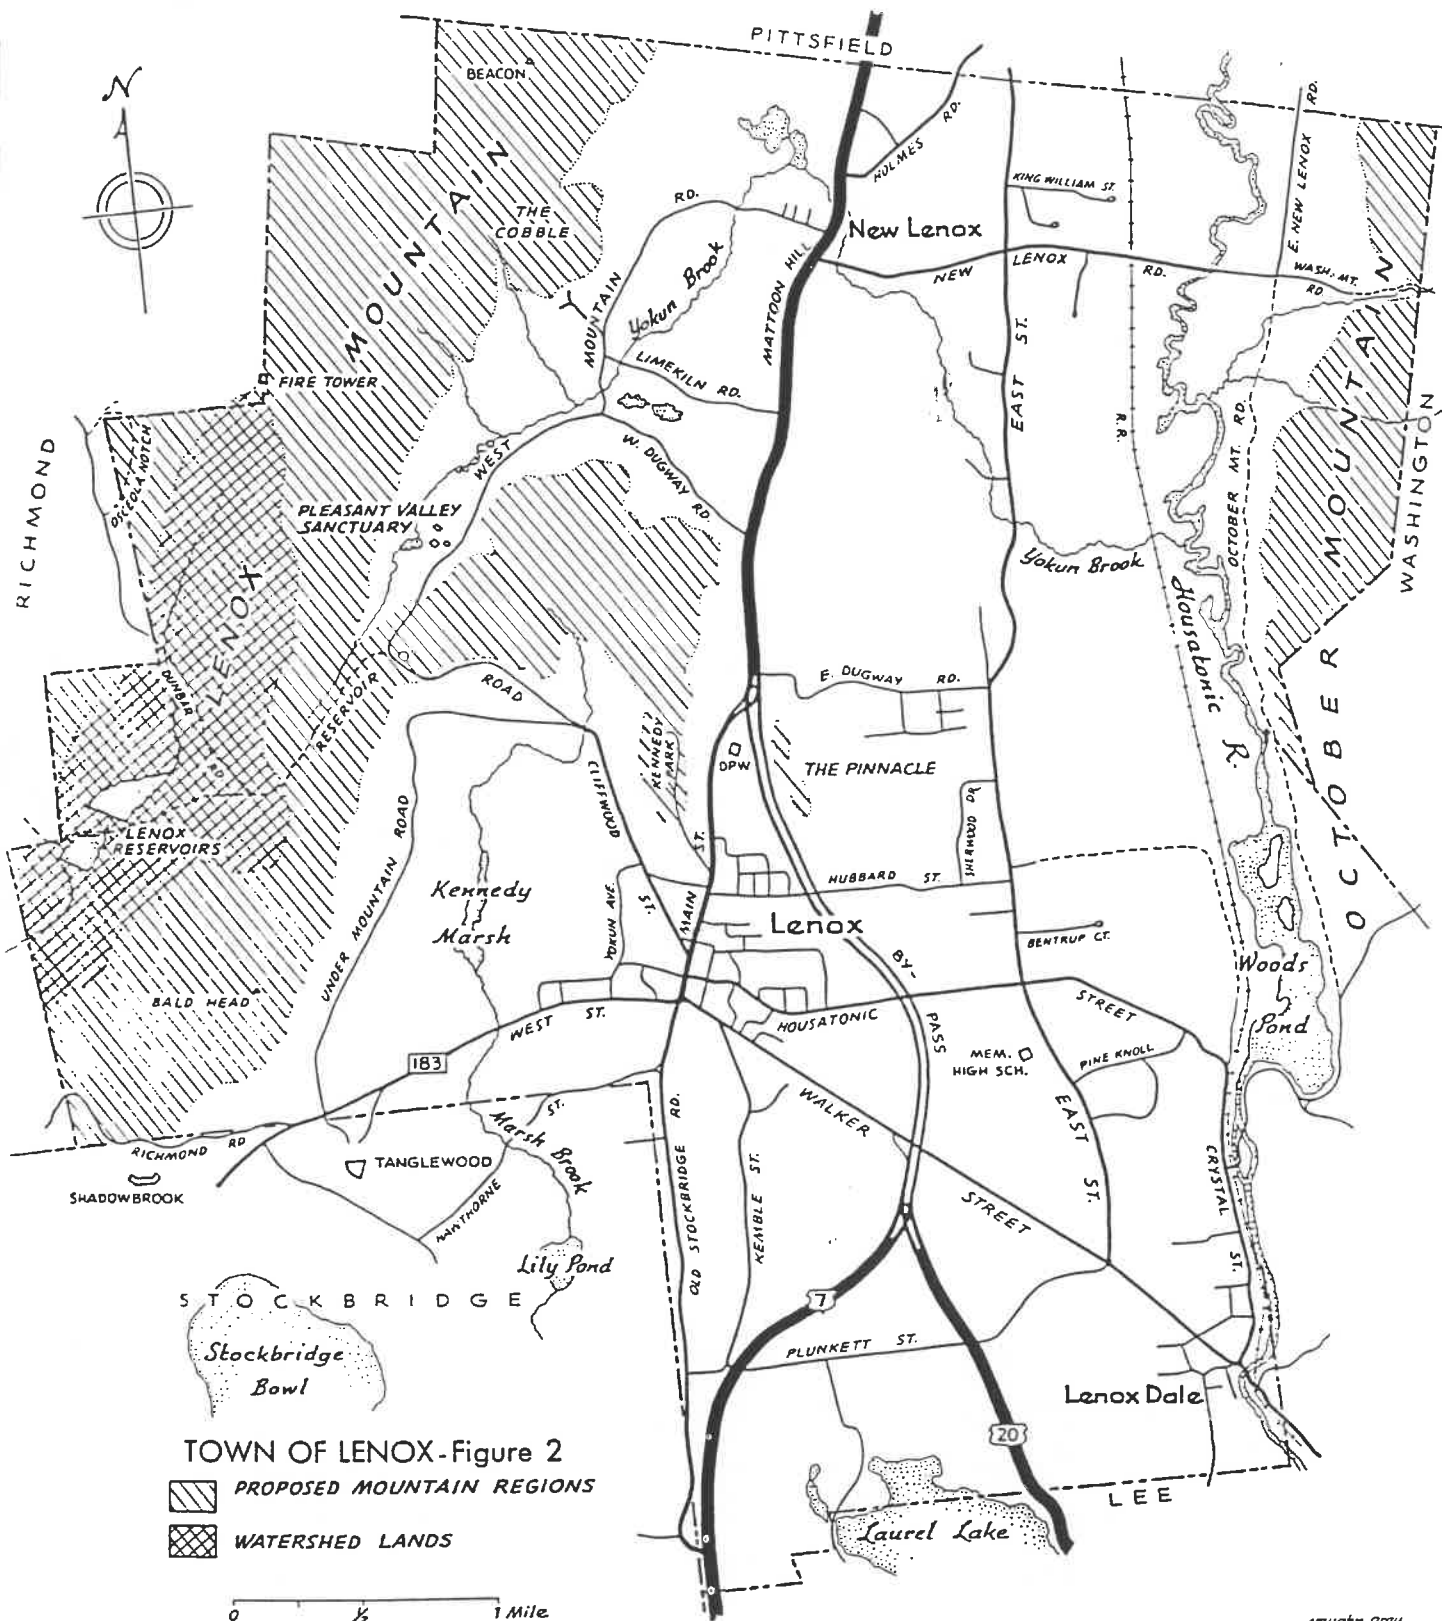 PITTSFIELD
N
BEACON
MOUNTAIN
THE
COBBLE
Y
HOLMES RD.
KING WILLIAM ST.
E. NEW LENOX RD.
MOUNTAIN RD.
Yokun Brook
MATTOON HILL
New Lenox
NEW LENOX RD.
WASH. MT.
RD.
LIMEKILN RD.
EAST ST.
R.R.
FIRE TOWER
RICHMOND
OSCEOLA NOTCH
WEST
W. DUGWAY RD.
PLEASANT VALLEY
SANCTUARY
LENOX
Yokun Brook
OCTOBER MT. RD.
OCTOBER MOUNTAIN
WASHINGTON
Housatonic R.
DUNBAR RD.
RESERVOIR
ROAD
E. DUGWAY RD.
KENNEDY
PARK
DPW
THE PINNACLE
CLIFFWOOD ST.
SHERWOOD DR.
LENOX
RESERVOIRS
UNDER MOUNTAIN ROAD
Kennedy
Marsh
YOKUN AVE.
MAIN ST.
HUBBARD ST.
Lenox
BENTRUP CT.
BY-PASS
Woods
Pond
BALD HEAD
WEST ST.
HOUSATONIC STREET
183
MEM.
HIGH SCH.
PINE KNOLL
EAST ST.
WALKER STREET
CRYSTAL ST.
RICHMOND RD
SHADOWBROOK
TANGLEWOOD
HAWTHORNE ST.
Marsh Brook
OLD STOCKBRIDGE RD.
KEMBLE ST.
Lily Pond
STOCKBRIDGE
Stockbridge
Bowl
7
PLUNKETT ST.
Lenox Dale
20
LEE
Laurel Lake
TOWN OF LENOX-Figure 2
PROPOSED MOUNTAIN REGIONS
WATERSHED LANDS
0 ½ 1 Mile